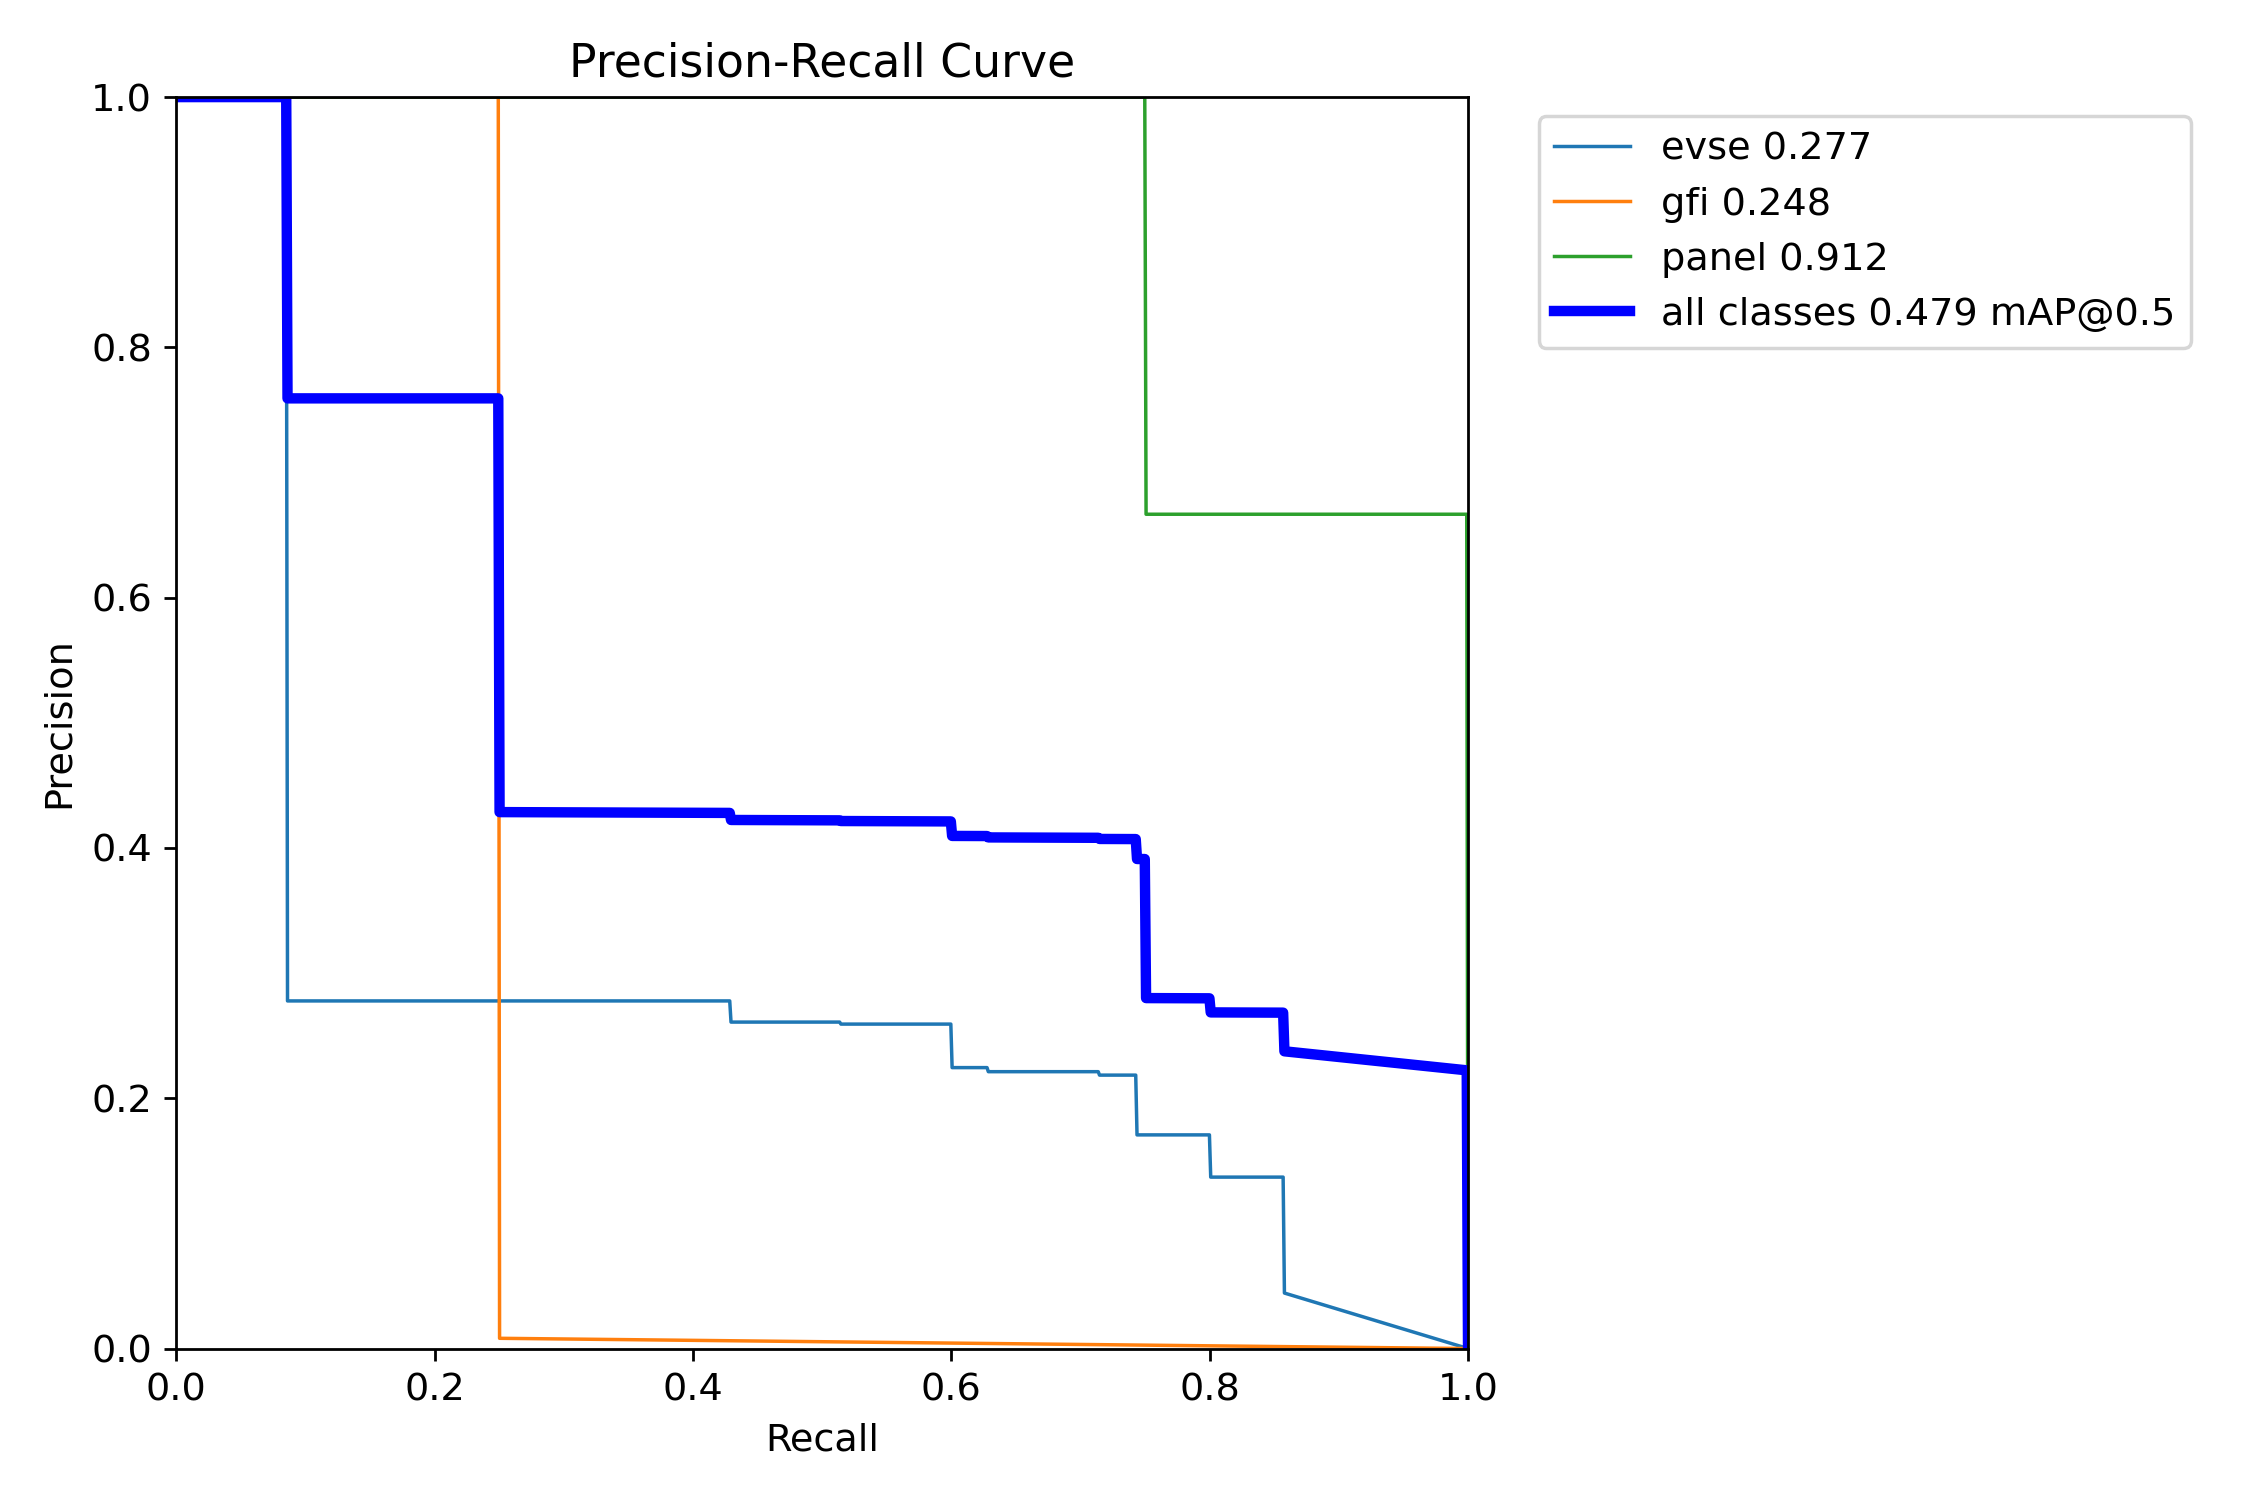 Precision-Recall Curve
1.0
0.8
0.6
0.4
0.2
0.0
Precision
0.0 0.2 0.4 0.6 0.8 1.0
Recall
evse 0.277
gfi 0.248
panel 0.912
all classes 0.479 mAP@0.5